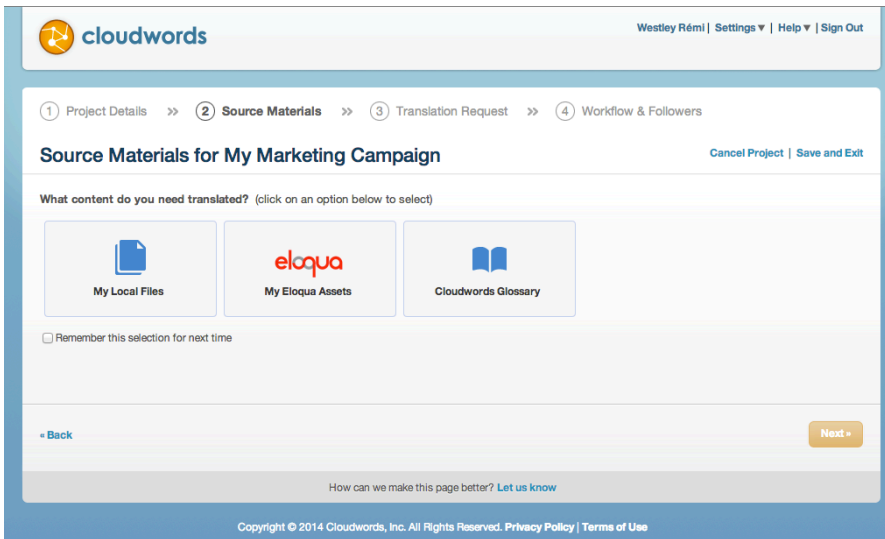 cloudwords
Westley Rémi | Settings ▼ | Help ▼ | Sign Out
1 Project Details >> 2 Source Materials >> 3 Translation Request >> 4 Workflow & Followers
Source Materials for My Marketing Campaign
Cancel Project | Save and Exit
What content do you need translated? (click on an option below to select)
eloqua
My Local Files
My Eloqua Assets
Cloudwords Glossary
Remember this selection for next time
« Back
Next »
How can we make this page better? Let us know
Copyright © 2014 Cloudwords, Inc. All Rights Reserved. Privacy Policy | Terms of Use